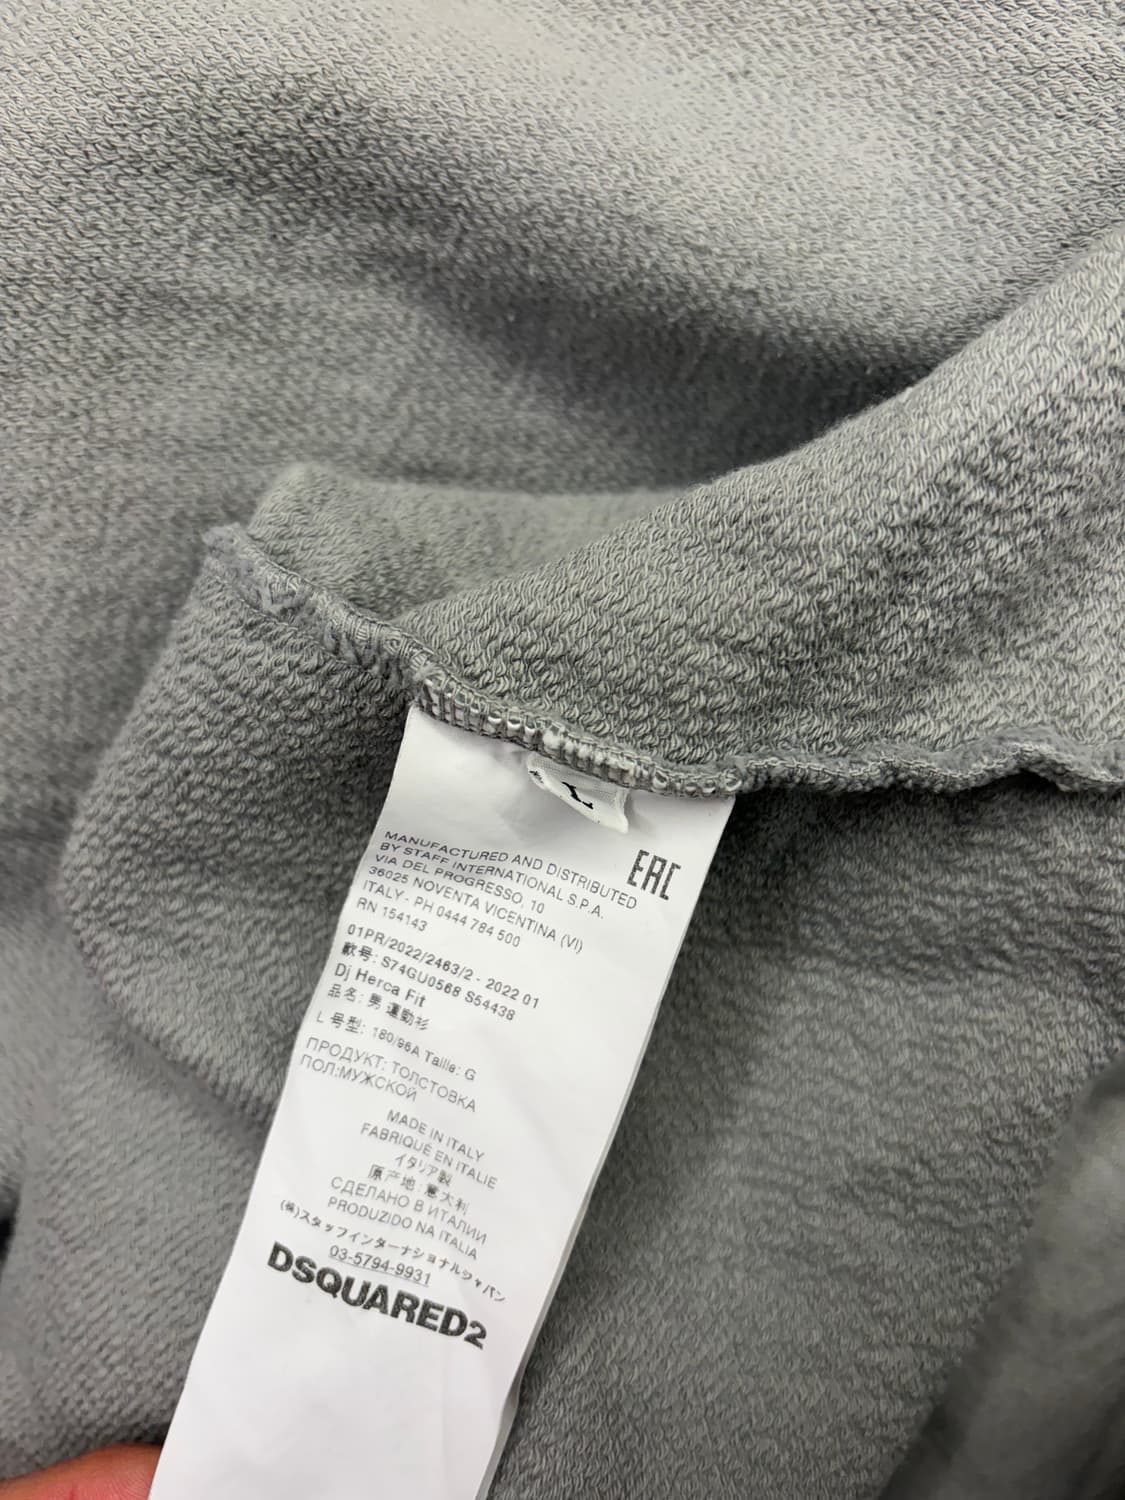 MANUFACTURED AND DISTRIBUTED
BY STAFF INTERNATIONAL S.P.A.
VIA DEL PROGRESSO, 10
36025 NOVENTA VICENTINA (VI)
ITALY - PH 0444 784 500
RN 154143
EAC
01PR/2022/2463/2 - 2022 01
款号: S74GU0568 S54438
Dj Herca Fit
品名: 男 運動衫
L 号型: 180/96A Taille: G
ПРОДУКТ: ТОЛСТОВКА
ПОЛ:МУЖСКОЙ
MADE IN ITALY
FABRIQUÉ EN ITALIE
イタリア製
原产地: 意大利
СДЕЛАНО В ИТАЛИИ
PRODUZIDO NA ITALIA
(株)スタッフインターナショナルジャパン
03-5794-9931
DSQUARED2